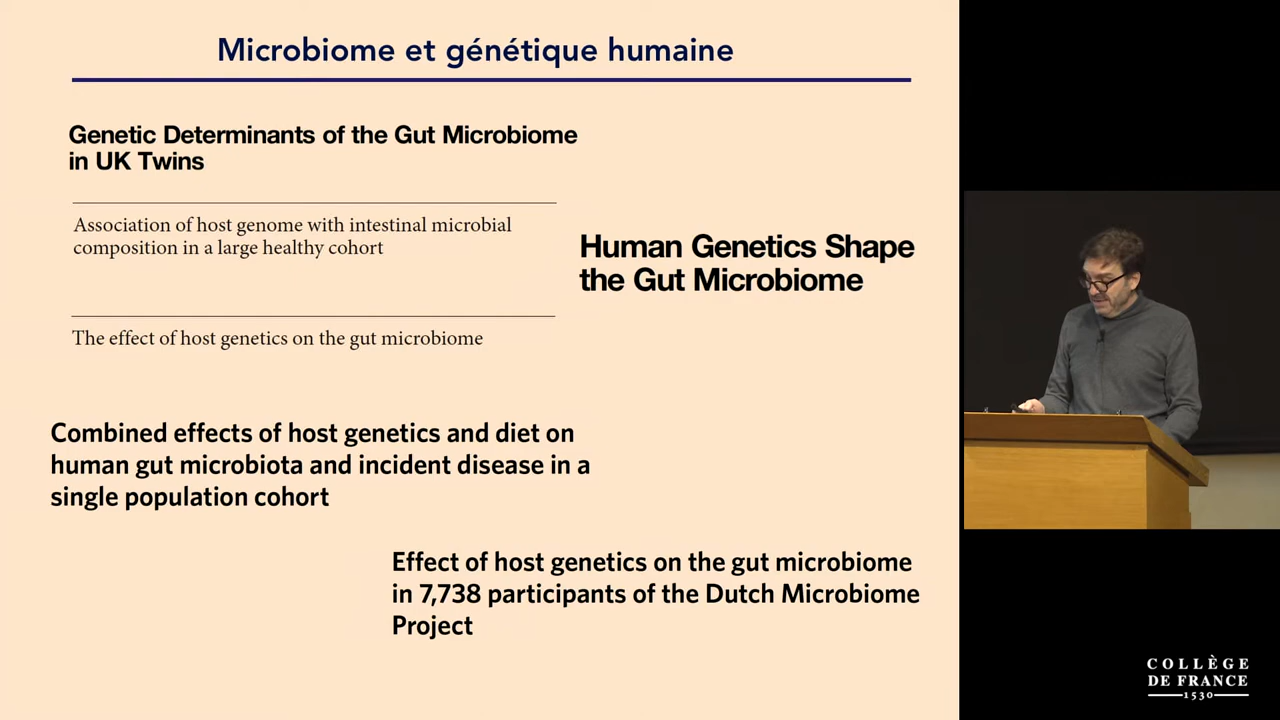 Microbiome et génétique humaine
Genetic Determinants of the Gut Microbiome
in UK Twins
Association of host genome with intestinal microbial
composition in a large healthy cohort
Human Genetics Shape
the Gut Microbiome
The effect of host genetics on the gut microbiome
Combined effects of host genetics and diet on
human gut microbiota and incident disease in a
single population cohort
Effect of host genetics on the gut microbiome
in 7,738 participants of the Dutch Microbiome
Project
COLLÈGE
DE FRANCE
1530